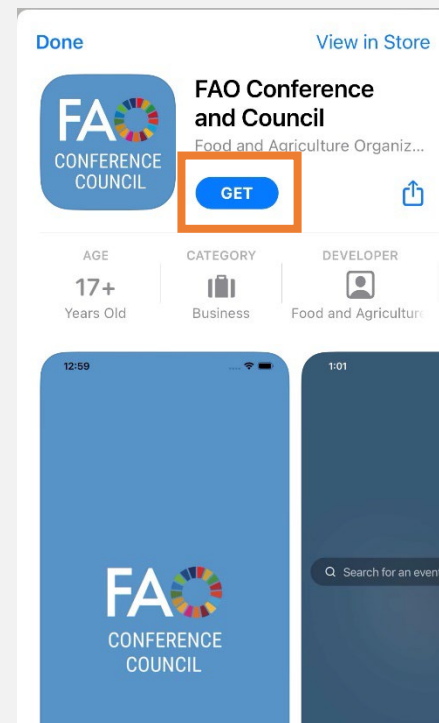 Done
View in Store
FAO
CONFERENCE
COUNCIL
FAO Conference
and Council
Food and Agriculture Organiz...
GET
AGE
17+
Years Old
CATEGORY
Business
DEVELOPER
Food and Agriculture
12:59
1:01
Search for an event
FAO
CONFERENCE
COUNCIL